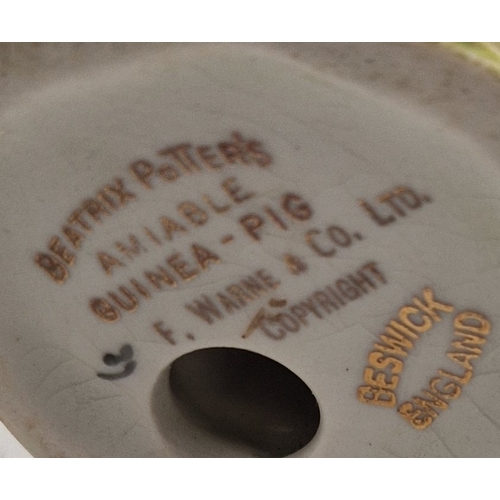 BEATRIX POTTER'S
AMIABLE
GUINEA-PIG
F. WARNE & CO. LTD.
COPYRIGHT
BESWICK
ENGLAND